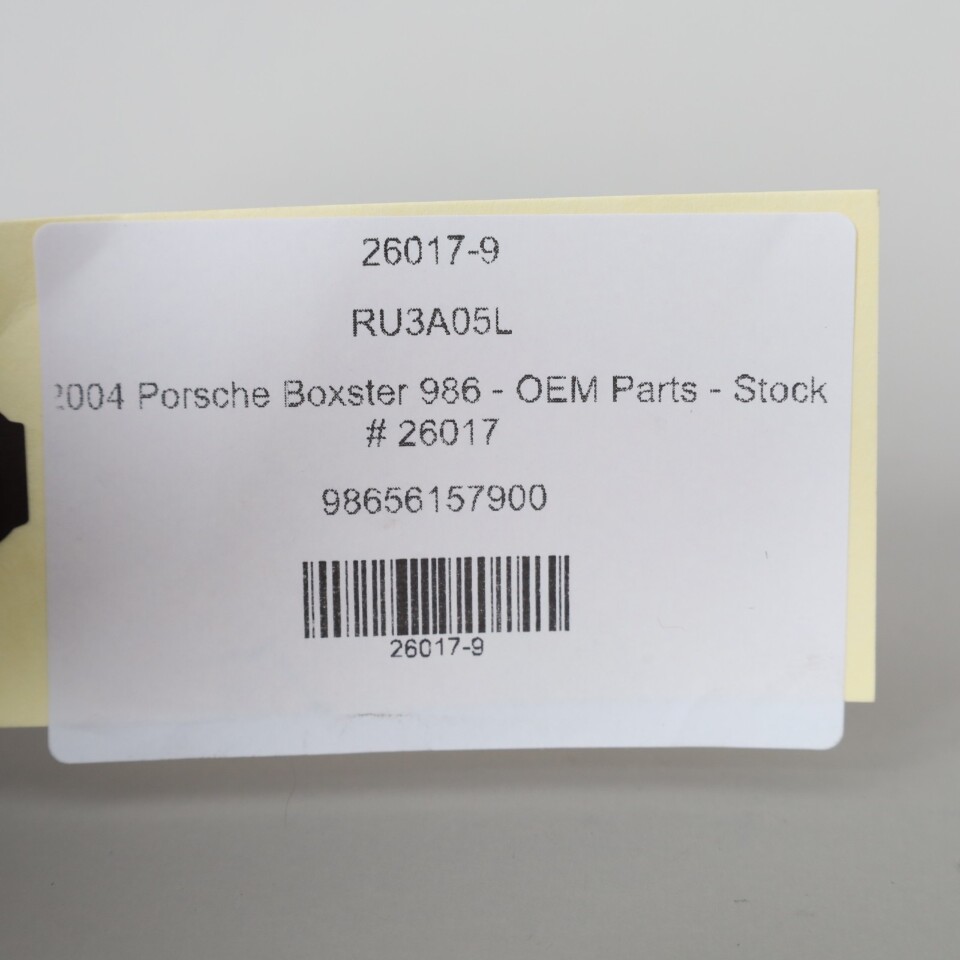 26017-9
RU3A05L
2004 Porsche Boxster 986 - OEM Parts - Stock
# 26017
98656157900
26017-9